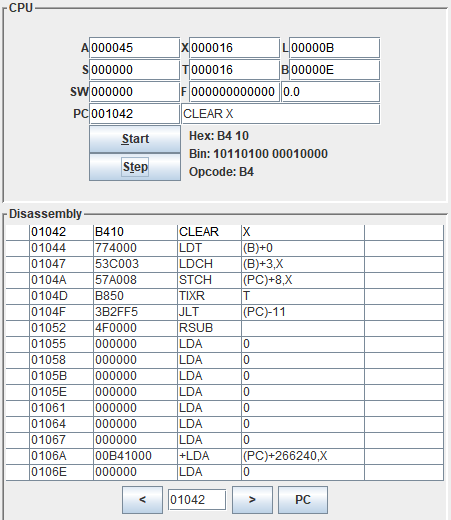 CPU
A 000045 X 000016 L 00000B
S 000000 T 000016 B 00000E
SW 000000 F 000000000000 0.0
PC 001042 CLEAR X
Start Hex: B4 10
Bin: 10110100 00010000
Step Opcode: B4
Disassembly
01042 B410 CLEAR X
01044 774000 LDT (B)+0
01047 53C003 LDCH (B)+3,X
0104A 57A008 STCH (PC)+8,X
0104D B850 TIXR T
0104F 3B2FF5 JLT (PC)-11
01052 4F0000 RSUB
01055 000000 LDA 0
01058 000000 LDA 0
0105B 000000 LDA 0
0105E 000000 LDA 0
01061 000000 LDA 0
01064 000000 LDA 0
01067 000000 LDA 0
0106A 00B41000 +LDA (PC)+266240,X
0106E 000000 LDA 0
< 01042 > PC